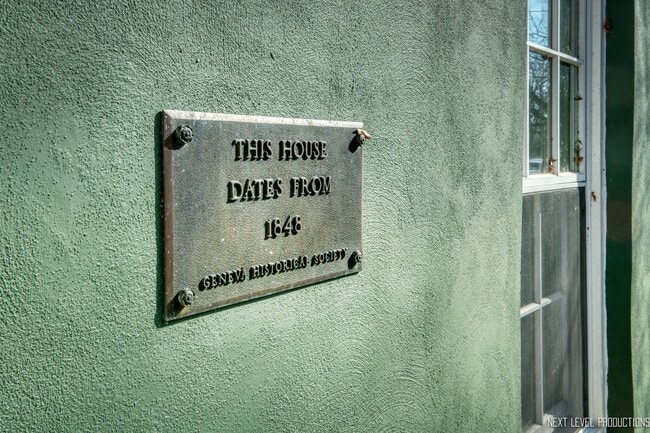 THIS HOUSE
DATES FROM
1848
GENEVA HISTORICAL SOCIETY
NEXT LEVEL PRODUCTIONS